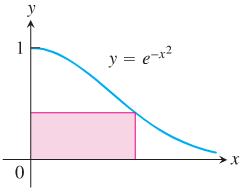 y
1
y = e^{-x^2}
x
0